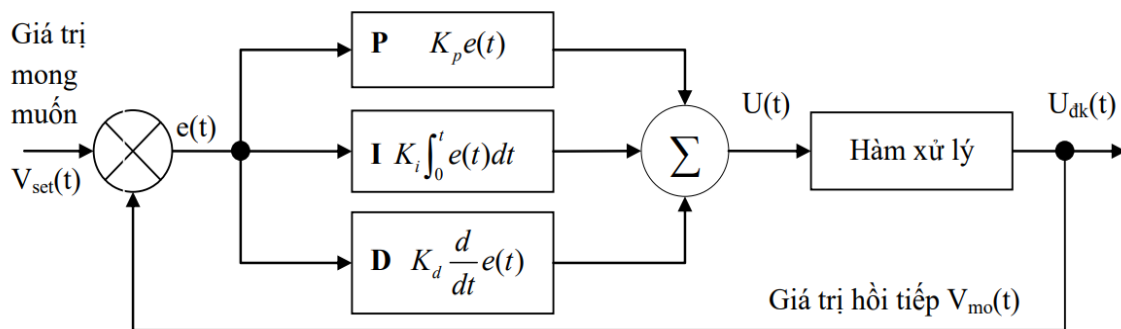 Giá trị
mong
muốn
V_set(t)
e(t)
P K_p e(t)
I K_i ∫_0^t e(t)dt
D K_d d/dt e(t)
∑
U(t)
Hàm xử lý
U_đk(t)
Giá trị hồi tiếp V_mo(t)